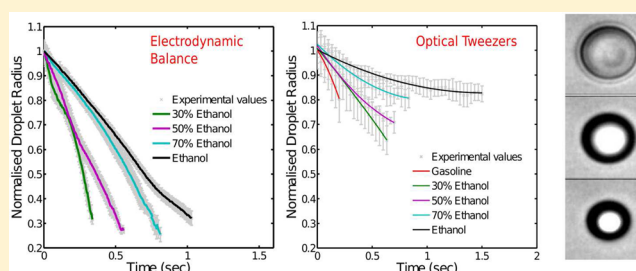 Normalised Droplet Radius
1.1
1
0.9
0.8
0.7
0.6
0.5
0.4
0.3
0.2
0
0.5
1
1.5
Time (sec)
Electrodynamic
Balance
Experimental values
30% Ethanol
50% Ethanol
70% Ethanol
Ethanol
Normalised Droplet Radius
1.1
1
0.9
0.8
0.7
0.6
0.5
0.4
0.3
0.2
0
0.5
1
1.5
2
Time (sec)
Optical Tweezers
Experimental values
Gasoline
30% Ethanol
50% Ethanol
70% Ethanol
Ethanol